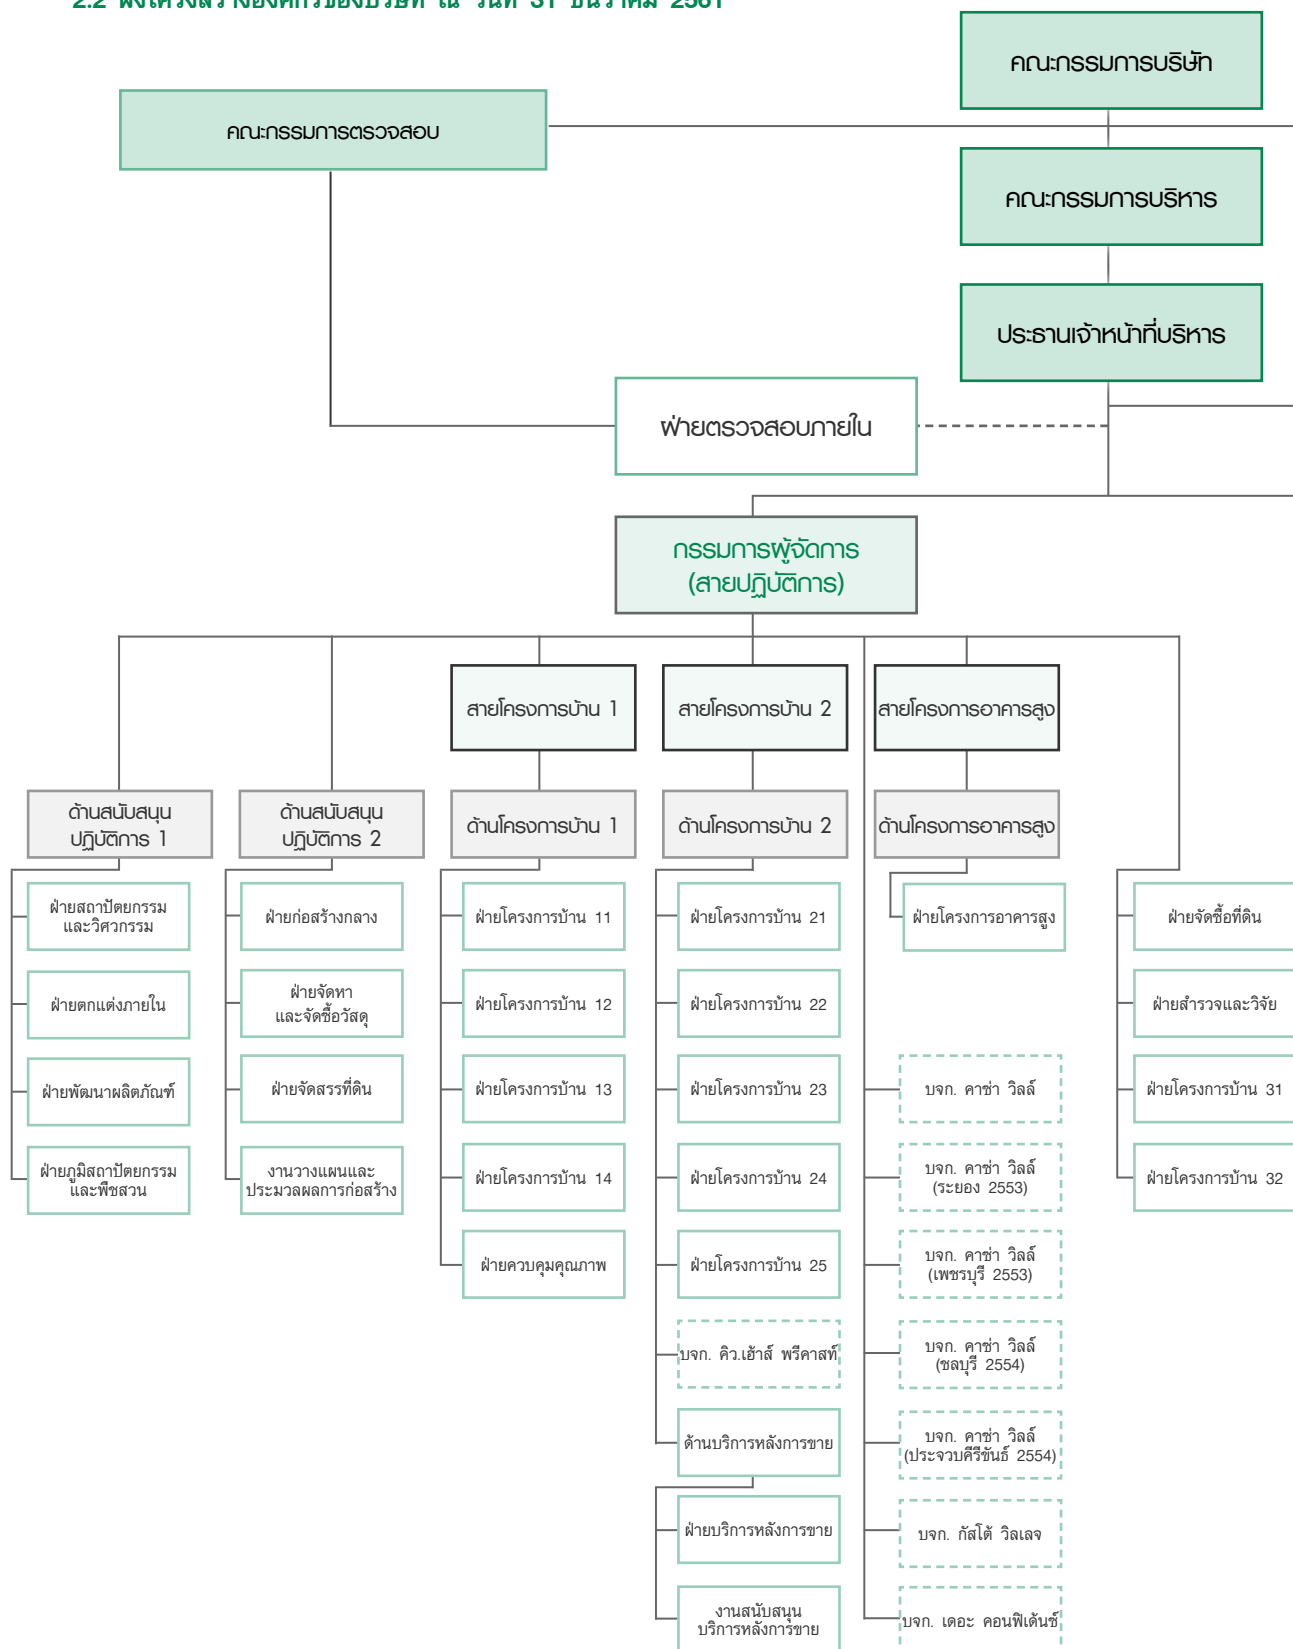 2.2 ผังโครงสร้างองค์กรของบริษัท ณ วันที่ 31 ธันวาคม 2561
คณะกรรมการบริษัท
คณะกรรมการตรวจสอบ
คณะกรรมการบริหาร
ประธานเจ้าหน้าที่บริหาร
ฝ่ายตรวจสอบภายใน
กรรมการผู้จัดการ
(สายปฏิบัติการ)
สายโครงการบ้าน 1
สายโครงการบ้าน 2
สายโครงการอาคารสูง
ด้านสนับสนุน
ปฏิบัติการ 1
ด้านสนับสนุน
ปฏิบัติการ 2
ด้านโครงการบ้าน 1
ด้านโครงการบ้าน 2
ด้านโครงการอาคารสูง
ฝ่ายสถาปัตยกรรม
และวิศวกรรม
ฝ่ายก่อสร้างกลาง
ฝ่ายโครงการบ้าน 11
ฝ่ายโครงการบ้าน 21
ฝ่ายโครงการอาคารสูง
ฝ่ายจัดซื้อที่ดิน
ฝ่ายตกแต่งภายใน
ฝ่ายจัดหา
และจัดซื้อวัสดุ
ฝ่ายโครงการบ้าน 12
ฝ่ายโครงการบ้าน 22
ฝ่ายสำรวจและวิจัย
ฝ่ายพัฒนาผลิตภัณฑ์
ฝ่ายจัดสรรที่ดิน
ฝ่ายโครงการบ้าน 13
ฝ่ายโครงการบ้าน 23
บจก. คาซ่า วิลล์
ฝ่ายโครงการบ้าน 31
ฝ่ายภูมิสถาปัตยกรรม
และพืชสวน
งานวางแผนและ
ประมวลผลการก่อสร้าง
ฝ่ายโครงการบ้าน 14
ฝ่ายโครงการบ้าน 24
บจก. คาซ่า วิลล์
(ระยอง 2553)
ฝ่ายโครงการบ้าน 32
ฝ่ายควบคุมคุณภาพ
ฝ่ายโครงการบ้าน 25
บจก. คาซ่า วิลล์
(เพชรบุรี 2553)
บจก. คิว.เฮ้าส์ พรีคาสท์
บจก. คาซ่า วิลล์
(ชลบุรี 2554)
ด้านบริการหลังการขาย
บจก. คาซ่า วิลล์
(ประจวบคีรีขันธ์ 2554)
ฝ่ายบริการหลังการขาย
บจก. กัสโต้ วิลเลจ
งานสนับสนุน
บริการหลังการขาย
บจก. เดอะ คอนฟิเด้นซ์